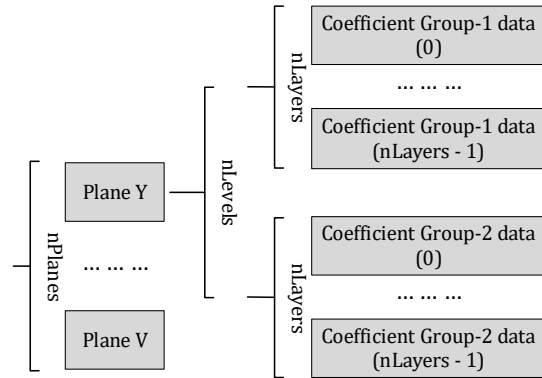 nPlanes
Plane Y
... ... ...
Plane V
nLevels
nLayers
Coefficient Group-1 data
(0)
... ... ...
Coefficient Group-1 data
(nLayers - 1)
nLayers
Coefficient Group-2 data
(0)
... ... ...
Coefficient Group-2 data
(nLayers - 1)